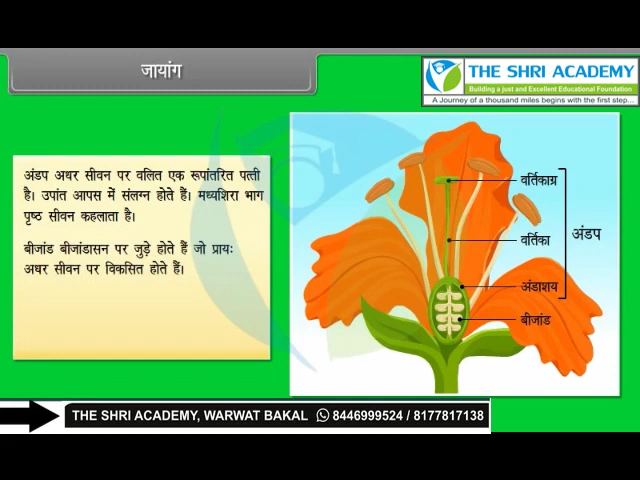 जायांग
THE SHRI ACADEMY
Building a just and Excellent Educational Foundation
A Journey of a thousand miles begins with the first step...
अंडप अधर सीवन पर वलित एक रूपांतरित पत्ती
है। उपांत आपस में संलग्न होते हैं। मध्यशिरा भाग
पृष्ठ सीवन कहलाता है।
बीजांड बीजांडासन पर जुड़े होते हैं जो प्रायः
अधर सीवन पर विकसित होते हैं।
वर्तिकाग्र
वर्तिका
अंडप
अंडाशय
बीजांड
THE SHRI ACADEMY, WARWAT BAKAL 8446999524 / 8177817138